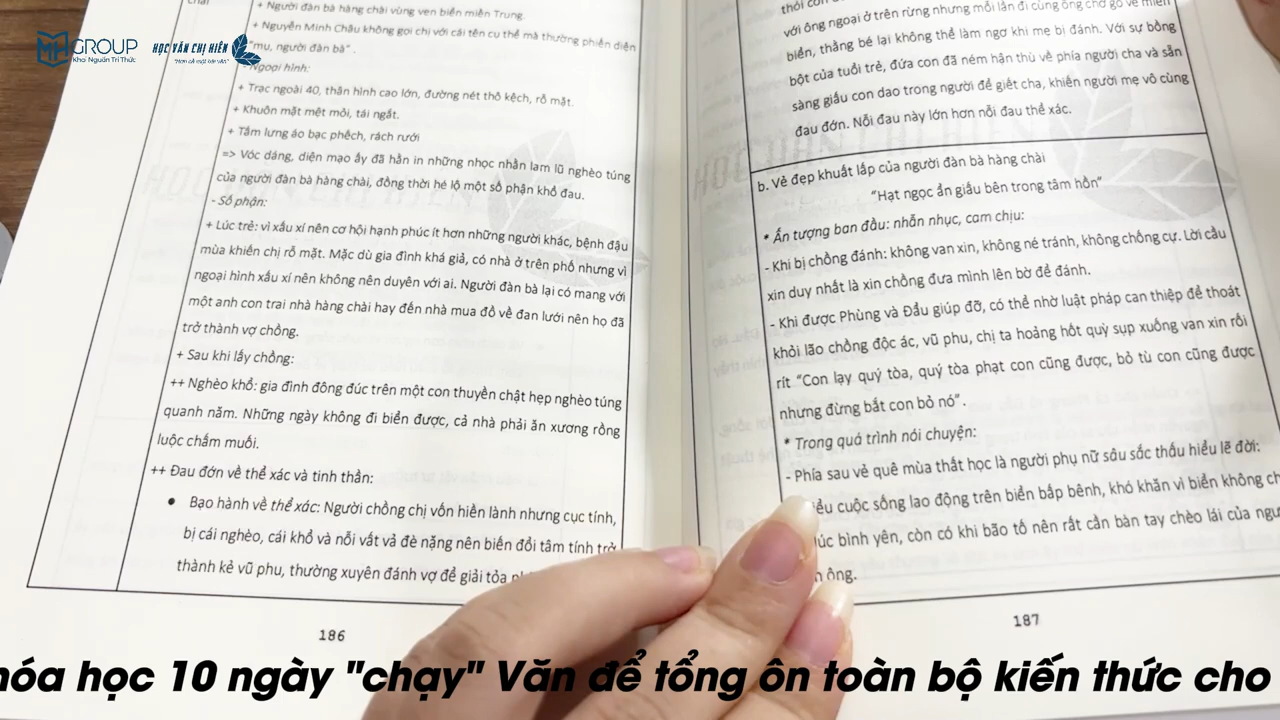 MH GROUP
Khơi Nguồn Tri Thức
HỌC VĂN CHỊ HIÊN
"Hơn cả một bài văn"
chài
+ Người đàn bà hàng chài vùng ven biển miền Trung.
+ Nguyễn Minh Châu không gọi chị với cái tên cụ thể mà thường phiếm diện
"mụ, người đàn bà" .
- Ngoại hình:
+ Trạc ngoài 40, thân hình cao lớn, đường nét thô kệch, rỗ mặt.
+ Khuôn mặt mệt mỏi, tái ngắt.
+ Tấm lưng áo bạc phếch, rách rưới
=> Vóc dáng, diện mạo ấy đã hằn in những nhọc nhằn lam lũ nghèo túng
của người đàn bà hàng chài, đồng thời hé lộ một số phận khổ đau.
- Số phận:
+ Lúc trẻ: vì xấu xí nên cơ hội hạnh phúc ít hơn những người khác, bệnh đậu
mùa khiến chị rỗ mặt. Mặc dù gia đình khá giả, có nhà ở trên phố nhưng vì
ngoại hình xấu xí nên không nên duyên với ai. Người đàn bà lại có mang với
một anh con trai nhà hàng chài hay đến nhà mua đồ về đan lưới nên họ đã
trở thành vợ chồng.
+ Sau khi lấy chồng:
++ Nghèo khổ: gia đình đông đúc trên một con thuyền chật hẹp nghèo túng
quanh năm. Những ngày không đi biển được, cả nhà phải ăn xương rồng
luộc chấm muối.
++ Đau đớn về thể xác và tinh thần:
• Bạo hành về thể xác: Người chồng chị vốn hiền lành nhưng cục tính,
bị cái nghèo, cái khổ và nỗi vất vả đè nặng nên biến đổi tâm tính trở
thành kẻ vũ phu, thường xuyên đánh vợ để giải tỏa
186
thói côn đồ
với ông ngoại ở trên rừng nhưng mỗi lần đi cùng ông chở gỗ về miền
biển, thằng bé lại không thể làm ngơ khi mẹ bị đánh. Với sự bồng
bột của tuổi trẻ, đứa con đã ném hận thù về phía người cha và sẵn
sàng giấu con dao trong người để giết cha, khiến người mẹ vô cùng
đau đớn. Nỗi đau này lớn hơn nỗi đau thể xác.
b. Vẻ đẹp khuất lấp của người đàn bà hàng chài
"Hạt ngọc ẩn giấu bên trong tâm hồn"
* Ấn tượng ban đầu: nhẫn nhục, cam chịu:
- Khi bị chồng đánh: không van xin, không né tránh, không chống cự. Lời cầu
xin duy nhất là xin chồng đưa mình lên bờ để đánh.
- Khi được Phùng và Đẩu giúp đỡ, có thể nhờ luật pháp can thiệp để thoát
khỏi lão chồng độc ác, vũ phu, chị ta hoảng hốt quỳ sụp xuống van xin rối
rít "Con lạy quý tòa, quý tòa phạt con cũng được, bỏ tù con cũng được
nhưng đừng bắt con bỏ nó" .
* Trong quá trình nói chuyện:
- Phía sau vẻ quê mùa thất học là người phụ nữ sâu sắc thấu hiểu lẽ đời:
cuộc sống lao động trên biển bấp bênh, khó khăn vì biển không
lúc bình yên, còn có khi bão tố nên rất cần bàn tay chèo lái của
ông.
187
học 10 ngày "chạy" Văn để tổng ôn toàn bộ kiến thức cho